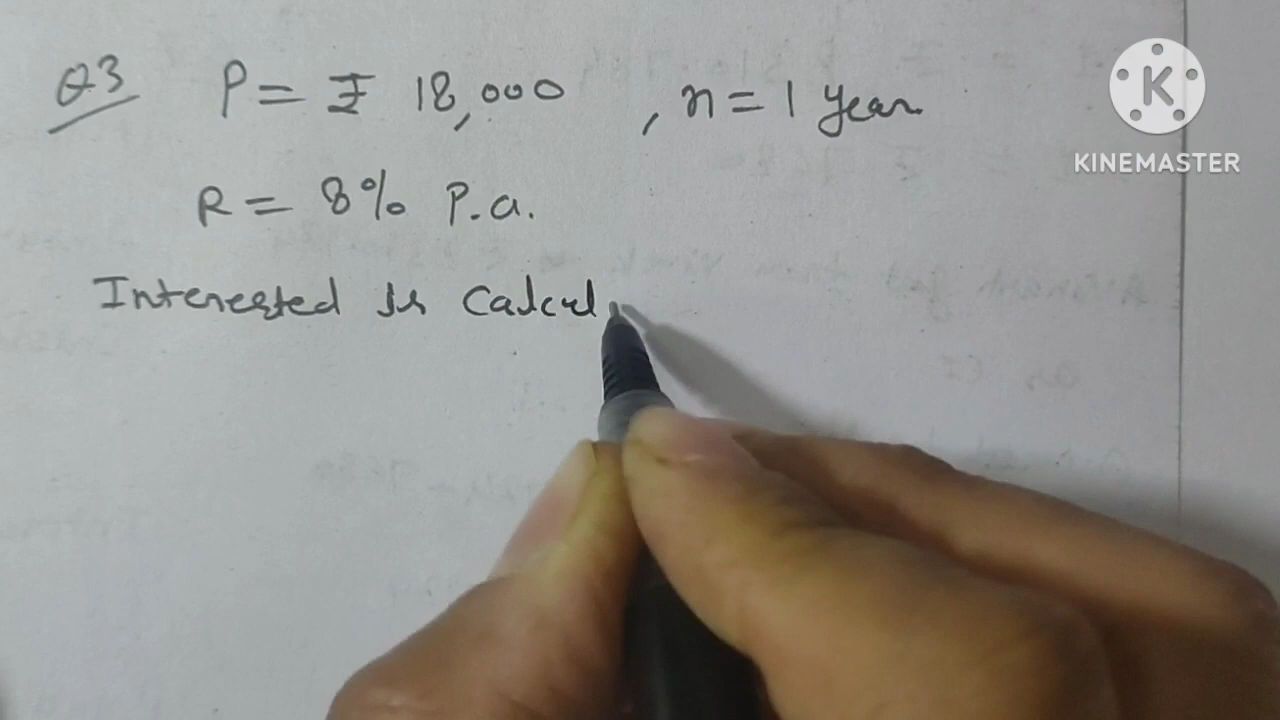 Q3 P = ₹ 18,000 , n = 1 year
R = 8% P.a.
Interested is Calcul
K
KINEMASTER